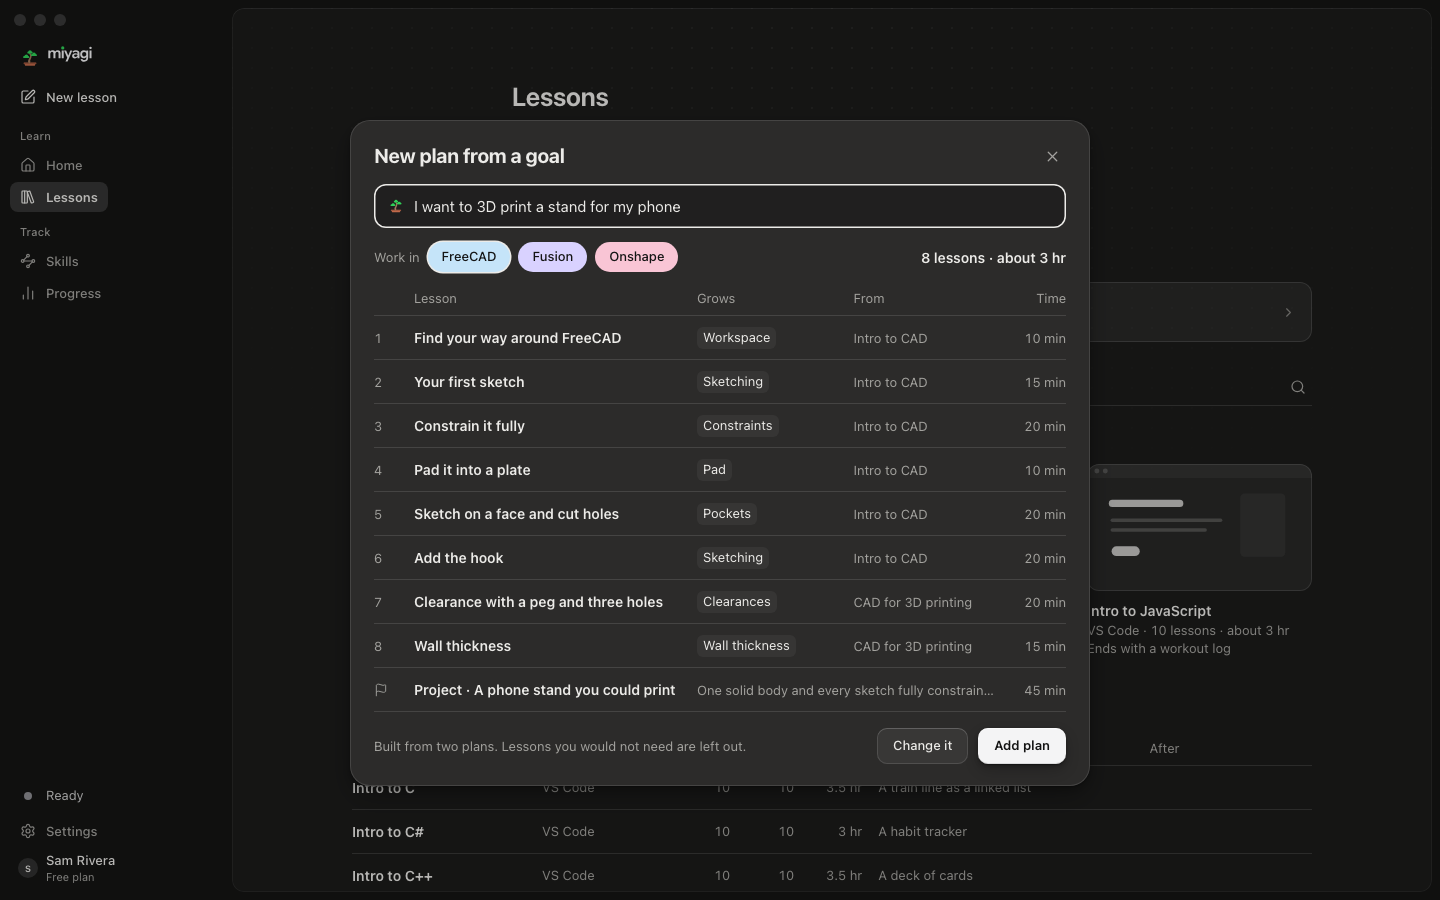 miyagi
New lesson
Learn
Home
Lessons
Track
Skills
Progress
Ready
Settings
S
Sam Rivera
Free plan
Lessons
New plan from a goal
I want to 3D print a stand for my phone
Work in FreeCAD Fusion Onshape 8 lessons · about 3 hr
Lesson Grows From Time
1 Find your way around FreeCAD Workspace Intro to CAD 10 min
2 Your first sketch Sketching Intro to CAD 15 min
3 Constrain it fully Constraints Intro to CAD 20 min
4 Pad it into a plate Pad Intro to CAD 10 min
5 Sketch on a face and cut holes Pockets Intro to CAD 20 min
6 Add the hook Sketching Intro to CAD 20 min
7 Clearance with a peg and three holes Clearances CAD for 3D printing 20 min
8 Wall thickness Wall thickness CAD for 3D printing 15 min
Project · A phone stand you could print One solid body and every sketch fully constrain... 45 min
Built from two plans. Lessons you would not need are left out. Change it Add plan
Intro to JavaScript
VS Code · 10 lessons · about 3 hr
Ends with a workout log
After
Intro to C VS Code 10 10 3.5 hr A train line as a linked list
Intro to C# VS Code 10 10 3 hr A habit tracker
Intro to C++ VS Code 10 10 3.5 hr A deck of cards